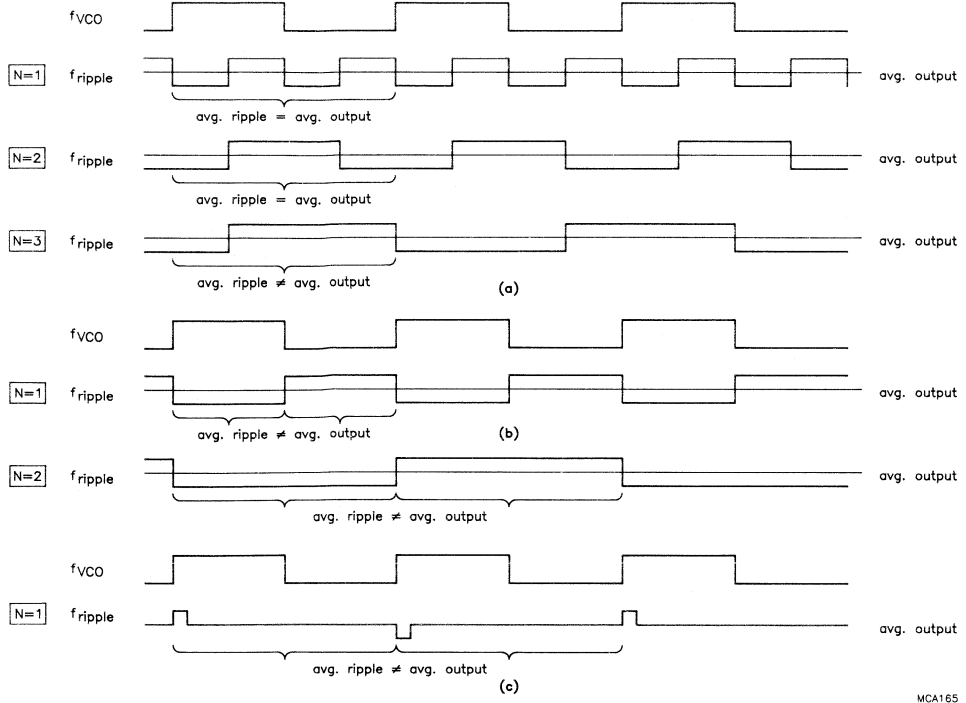 fVCO
N=1 fripple avg. output
avg. ripple = avg. output
N=2 fripple avg. output
avg. ripple = avg. output
N=3 fripple avg. output
avg. ripple ≠ avg. output
(a)
fVCO
N=1 fripple avg. output
avg. ripple ≠ avg. output
(b)
N=2 fripple avg. output
avg. ripple ≠ avg. output
fVCO
N=1 fripple avg. output
avg. ripple ≠ avg. output
(c)
MCA165